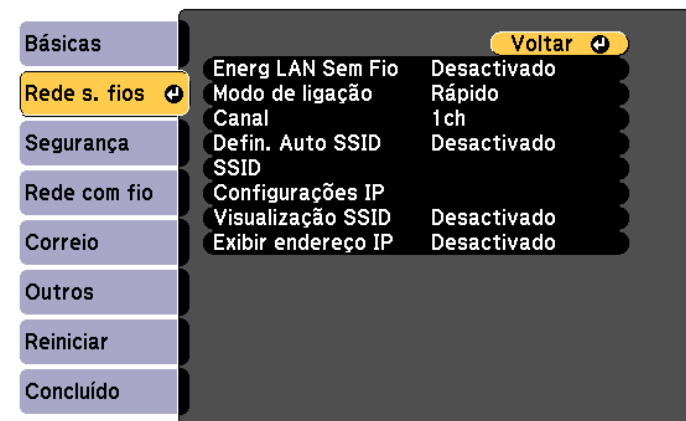 Básicas
Rede s. fios
Segurança
Rede com fio
Correio
Outros
Reiniciar
Concluído
Voltar
Energ LAN Sem Fio Desactivado
Modo de ligação Rápido
Canal 1ch
Defin. Auto SSID Desactivado
SSID
Configurações IP
Visualização SSID Desactivado
Exibir endereço IP Desactivado